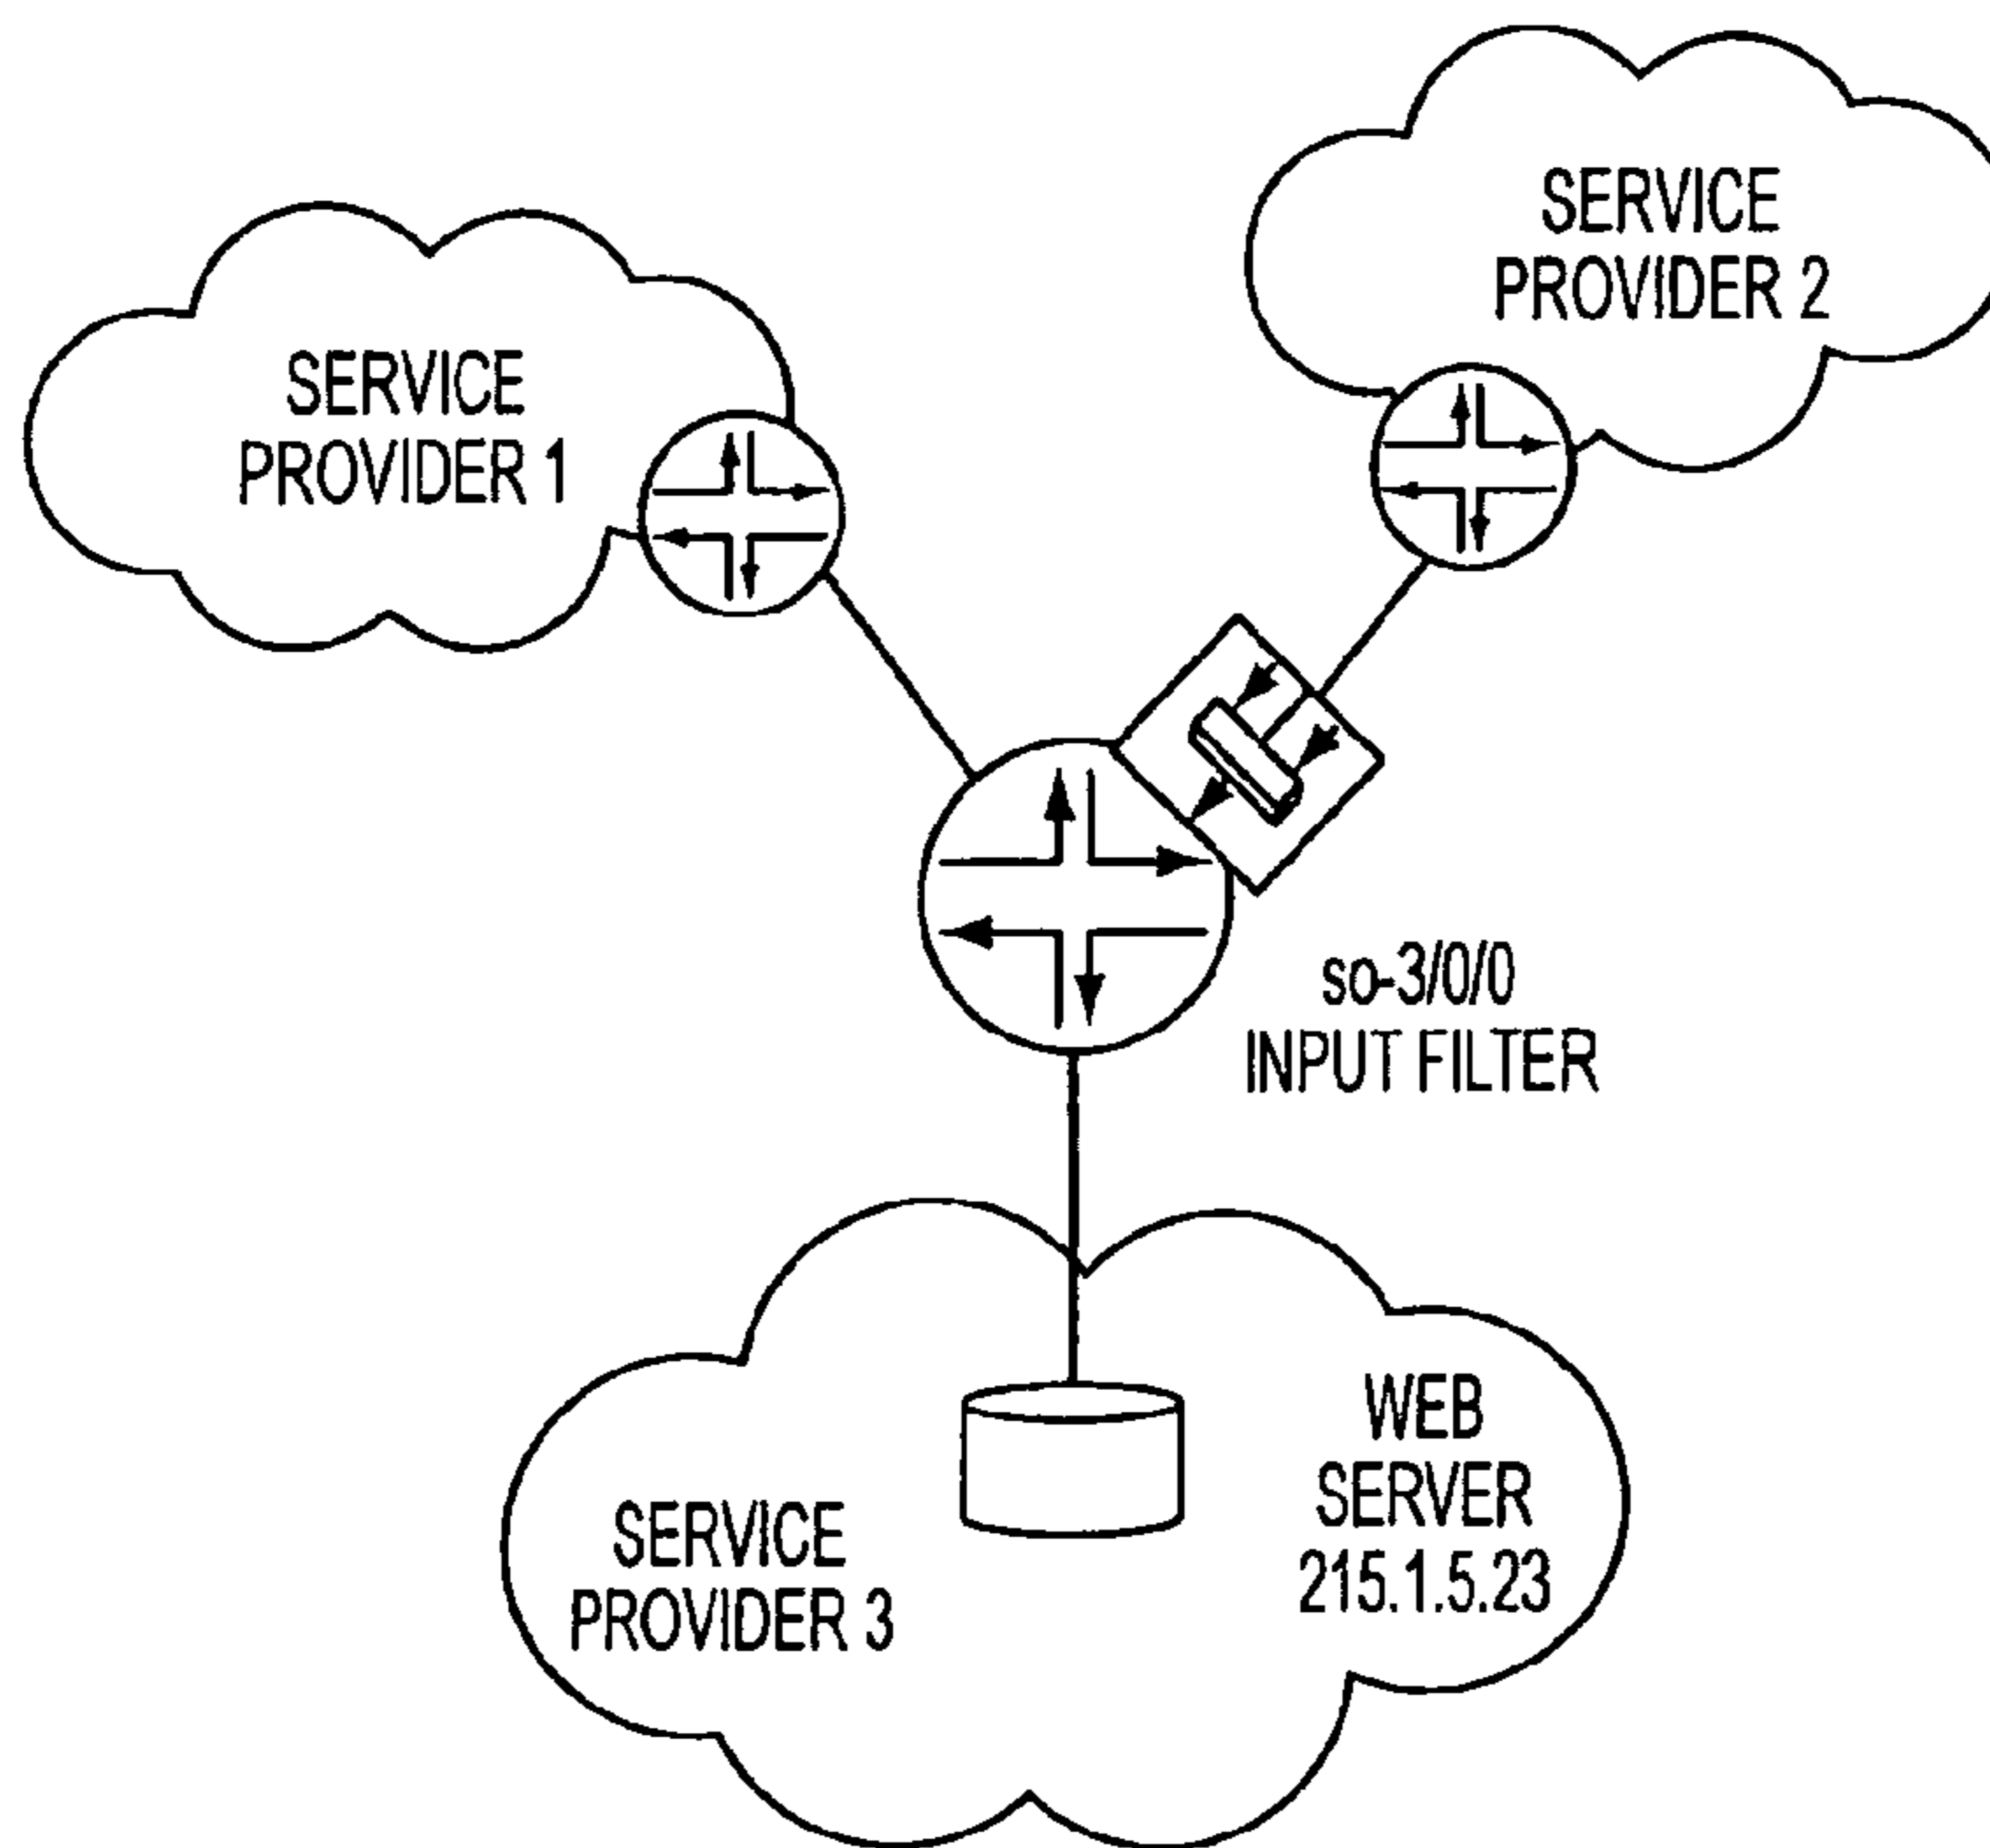 SERVICE
PROVIDER 1
SERVICE
PROVIDER 2
so-3/0/0
INPUT FILTER
SERVICE
PROVIDER 3
WEB
SERVER
215.1.5.23